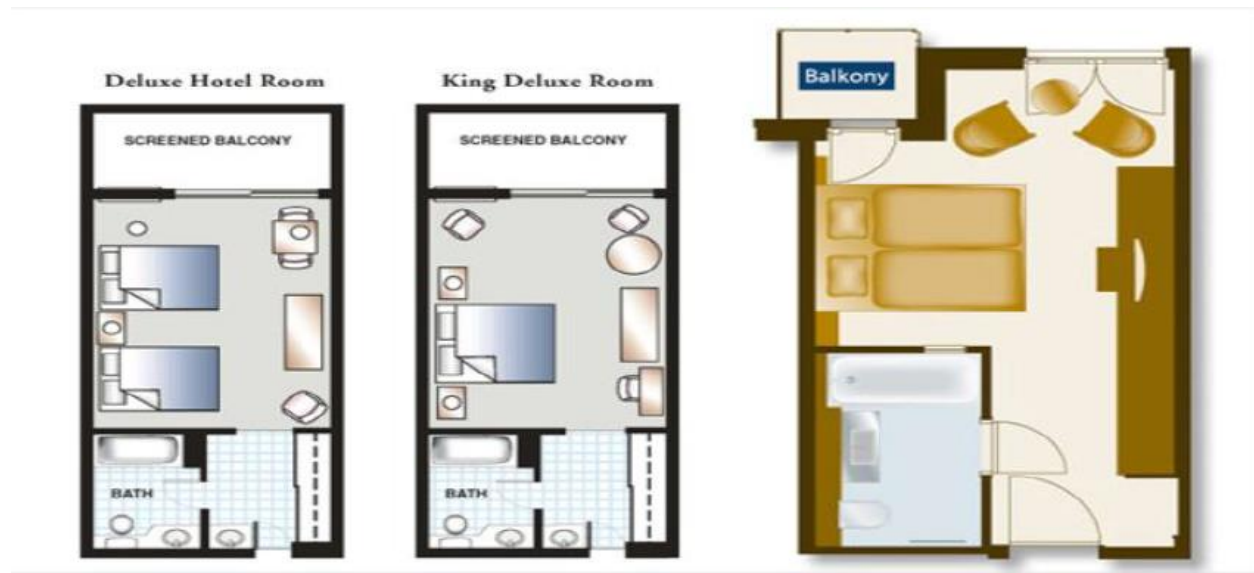 Deluxe Hotel Room
SCREENED BALCONY
BATH
King Deluxe Room
SCREENED BALCONY
BATH
Balkony